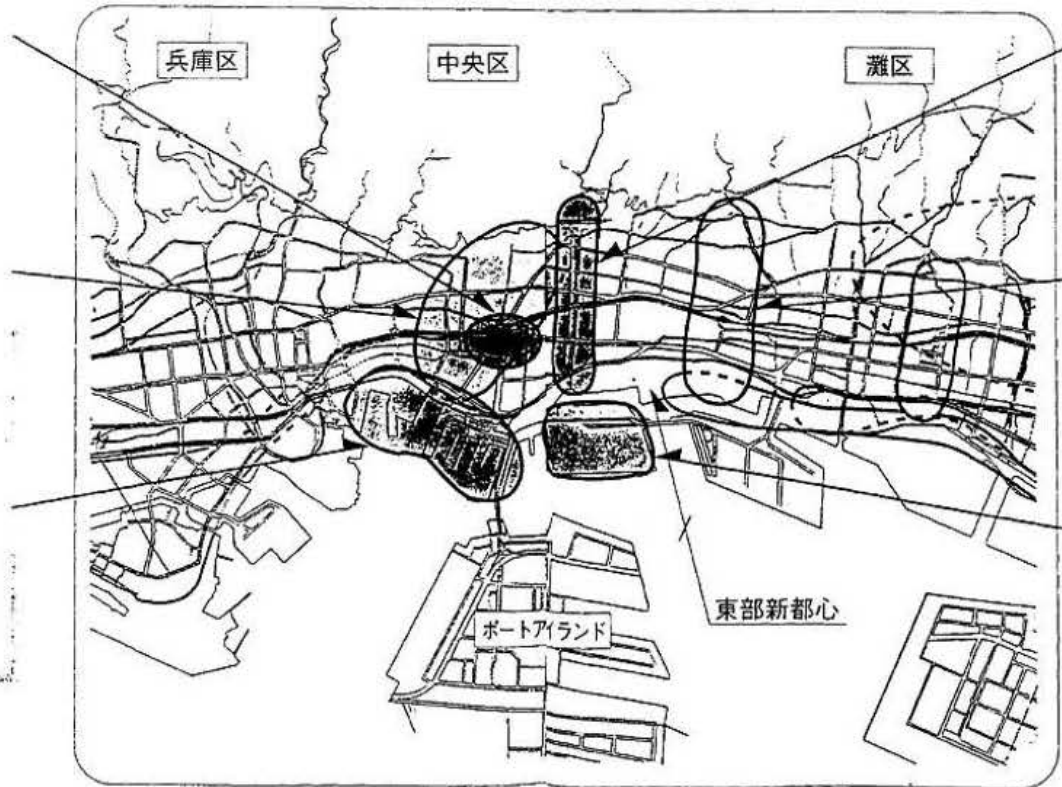 兵庫区
中央区
灘区
東部新都心
ポートアイランド